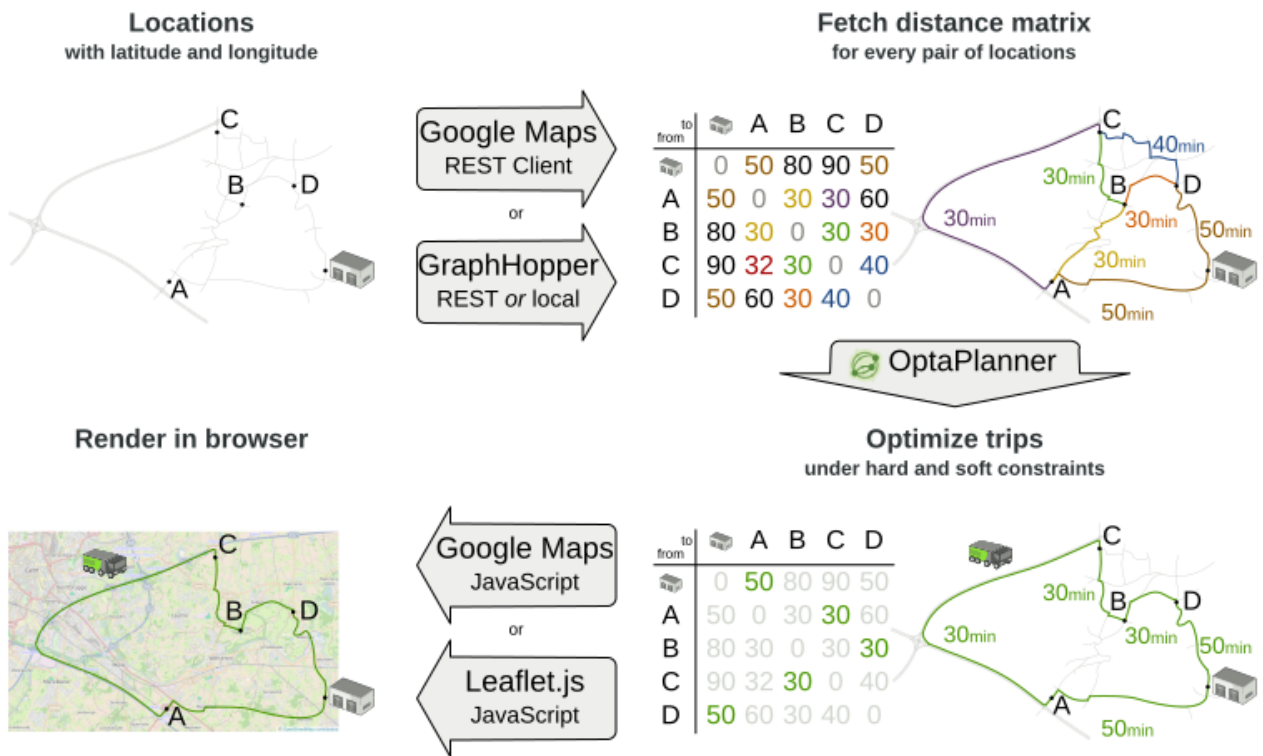 Locations
with latitude and longitude
C
B
D
A
Google Maps
REST Client
or
GraphHopper
REST or local
Fetch distance matrix
for every pair of locations
to
from
A B C D
0 50 80 90 50
A 50 0 30 30 60
B 80 30 0 30 30
C 90 32 30 0 40
D 50 60 30 40 0
C
40min
30min
B
D
30min
30min
50min
30min
A
50min
OptaPlanner
Render in browser
C
B
D
A
Google Maps
JavaScript
or
Leaflet.js
JavaScript
Optimize trips
under hard and soft constraints
to
from
A B C D
0 50 80 90 50
A 50 0 30 30 60
B 80 30 0 30 30
C 90 32 30 0 40
D 50 60 30 40 0
C
30min
B
D
30min
30min
50min
A
50min